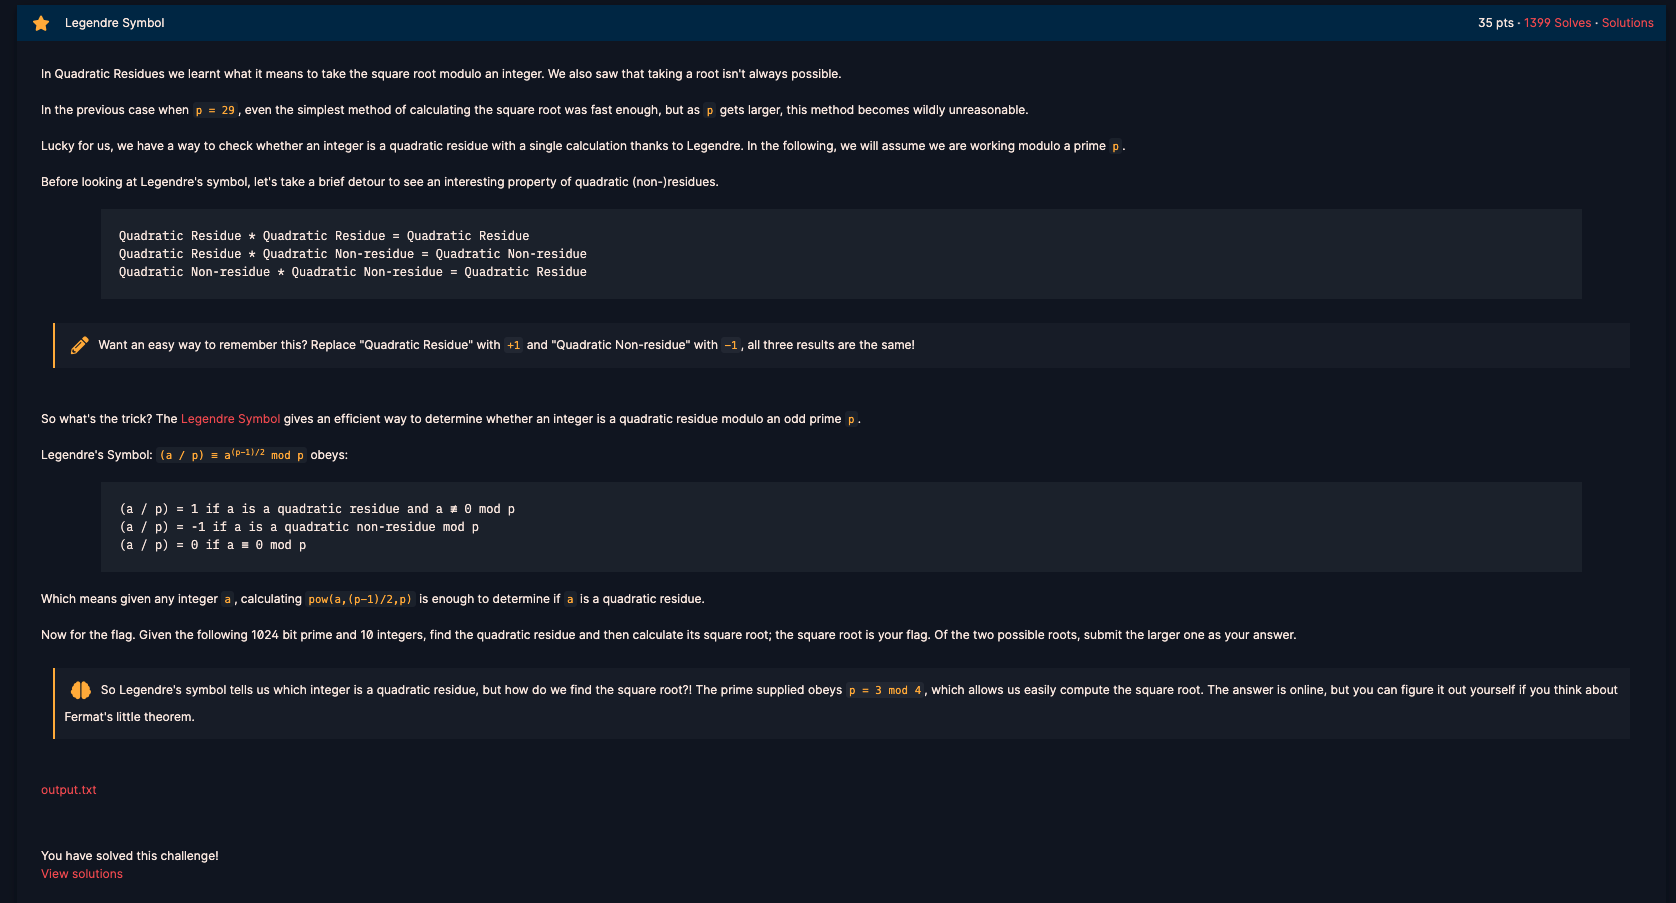 Legendre Symbol
35 pts · 1399 Solves · Solutions
In Quadratic Residues we learnt what it means to take the square root modulo an integer. We also saw that taking a root isn't always possible.
In the previous case when p = 29, even the simplest method of calculating the square root was fast enough, but as p gets larger, this method becomes wildly unreasonable.
Lucky for us, we have a way to check whether an integer is a quadratic residue with a single calculation thanks to Legendre. In the following, we will assume we are working modulo a prime p.
Before looking at Legendre's symbol, let's take a brief detour to see an interesting property of quadratic (non-)residues.
Quadratic Residue * Quadratic Residue = Quadratic Residue
Quadratic Residue * Quadratic Non-residue = Quadratic Non-residue
Quadratic Non-residue * Quadratic Non-residue = Quadratic Residue
Want an easy way to remember this? Replace "Quadratic Residue" with +1 and "Quadratic Non-residue" with -1, all three results are the same!
So what's the trick? The Legendre Symbol gives an efficient way to determine whether an integer is a quadratic residue modulo an odd prime p.
Legendre's Symbol: (a / p) ≡ a^(p-1)/2 mod p obeys:
(a / p) = 1 if a is a quadratic residue and a ≢ 0 mod p
(a / p) = -1 if a is a quadratic non-residue mod p
(a / p) = 0 if a ≡ 0 mod p
Which means given any integer a, calculating pow(a,(p-1)/2,p) is enough to determine if a is a quadratic residue.
Now for the flag. Given the following 1024 bit prime and 10 integers, find the quadratic residue and then calculate its square root; the square root is your flag. Of the two possible roots, submit the larger one as your answer.
So Legendre's symbol tells us which integer is a quadratic residue, but how do we find the square root?! The prime supplied obeys p = 3 mod 4, which allows us easily compute the square root. The answer is online, but you can figure it out yourself if you think about
Fermat's little theorem.
output.txt
You have solved this challenge!
View solutions